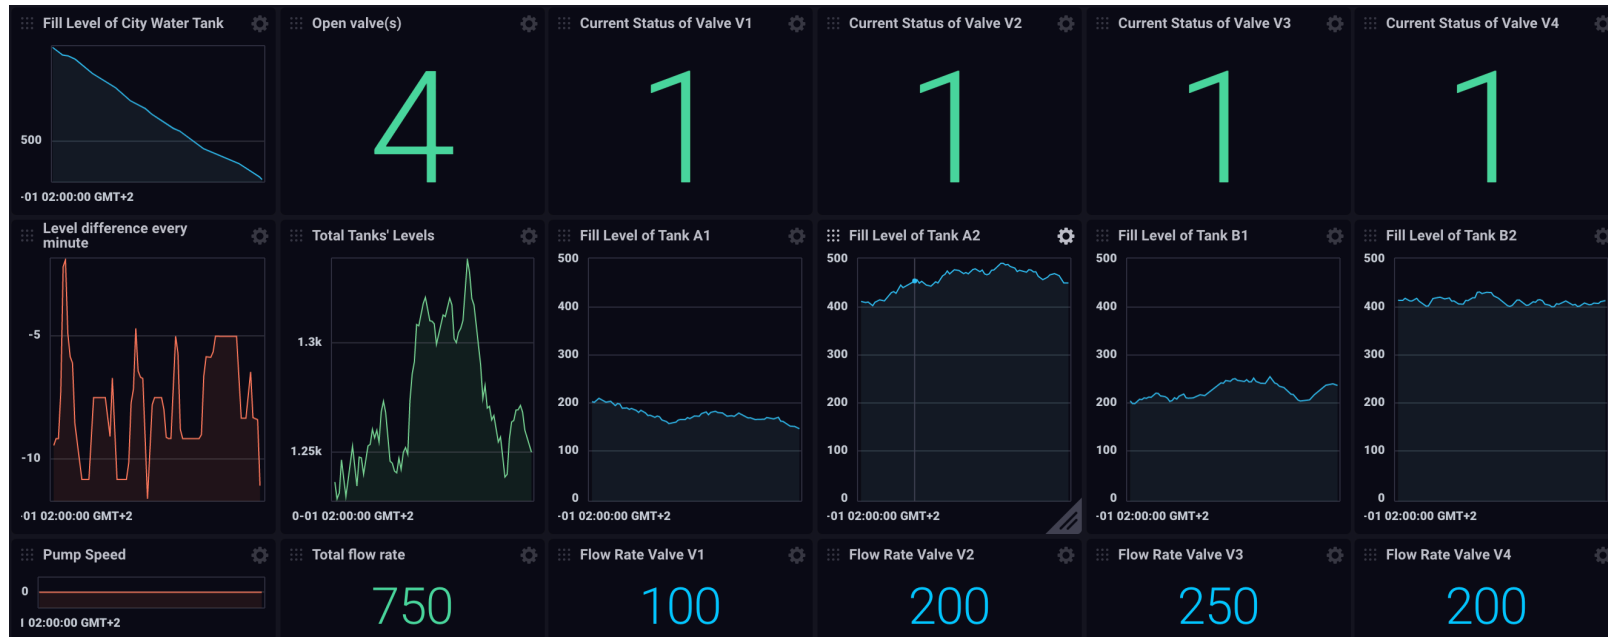 Fill Level of City Water Tank
500
-01 02:00:00 GMT+2
Open valve(s)
4
Current Status of Valve V1
1
Current Status of Valve V2
1
Current Status of Valve V3
1
Current Status of Valve V4
1
Level difference every
minute
-5
-10
-01 02:00:00 GMT+2
Total Tanks' Levels
1.3k
1.25k
0-01 02:00:00 GMT+2
Fill Level of Tank A1
500
400
300
200
100
0
-01 02:00:00 GMT+2
Fill Level of Tank A2
500
400
300
200
100
0
-01 02:00:00 GMT+2
Fill Level of Tank B1
500
400
300
200
100
0
-01 02:00:00 GMT+2
Fill Level of Tank B2
500
400
300
200
100
0
-01 02:00:00 GMT+2
Pump Speed
0
02:00:00 GMT+2
Total flow rate
750
Flow Rate Valve V1
100
Flow Rate Valve V2
200
Flow Rate Valve V3
250
Flow Rate Valve V4
200